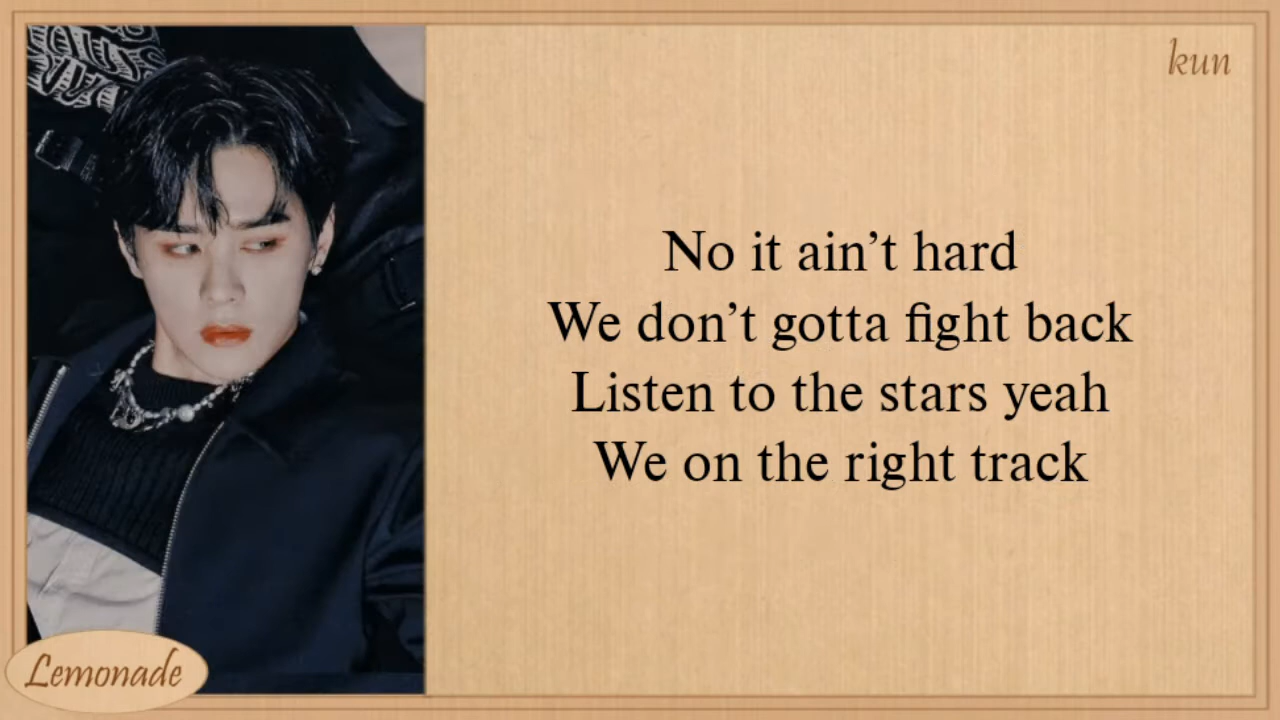 kun
No it ain’t hard
We don’t gotta fight back
Listen to the stars yeah
We on the right track
Lemonade